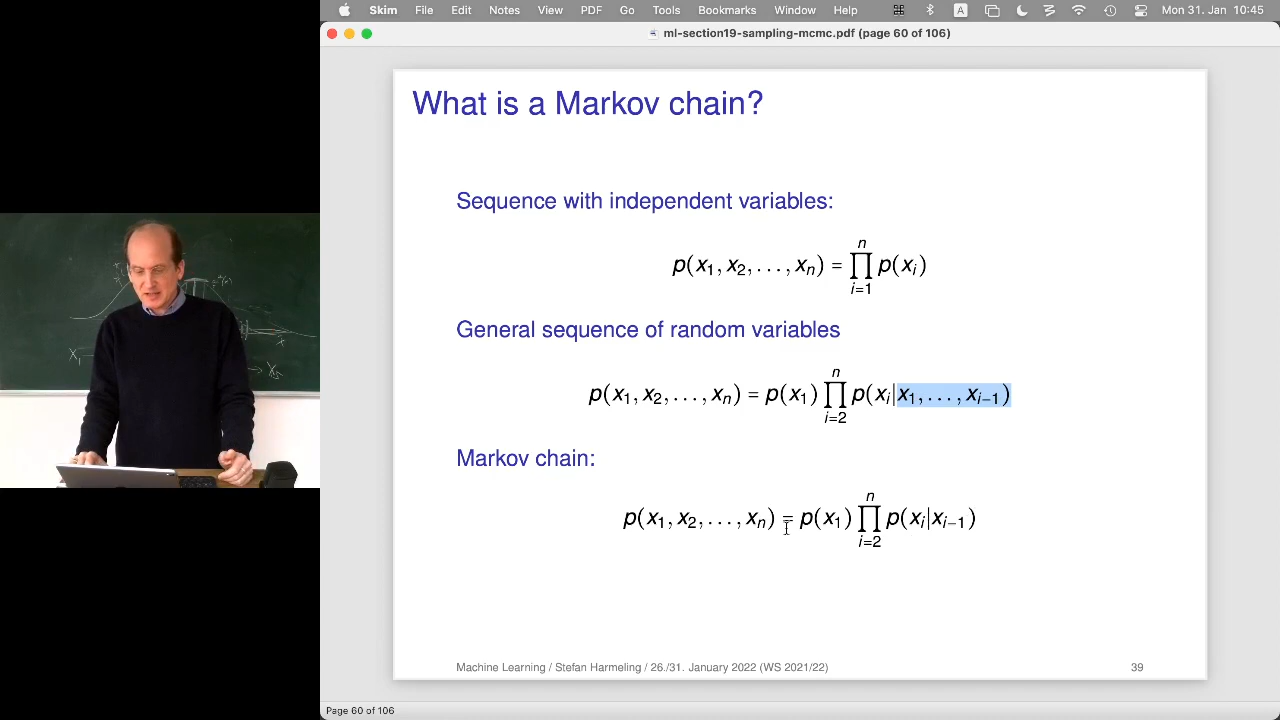 Skim File Edit Notes View PDF Go Tools Bookmarks Window Help A Mon 31. Jan 10:45
ml-section19-sampling-mcmc.pdf (page 60 of 106)
What is a Markov chain?
Sequence with independent variables:
p(x₁, x₂, . . . , xₙ) = ∏ⁿᵢ₌₁ p(xᵢ)
General sequence of random variables
p(x₁, x₂, . . . , xₙ) = p(x₁) ∏ⁿᵢ₌₂ p(xᵢ|x₁, . . . , xᵢ₋₁)
Markov chain:
p(x₁, x₂, . . . , xₙ) = p(x₁) ∏ⁿᵢ₌₂ p(xᵢ|xᵢ₋₁)
Machine Learning / Stefan Harmeling / 26./31. January 2022 (WS 2021/22) 39
Page 60 of 106